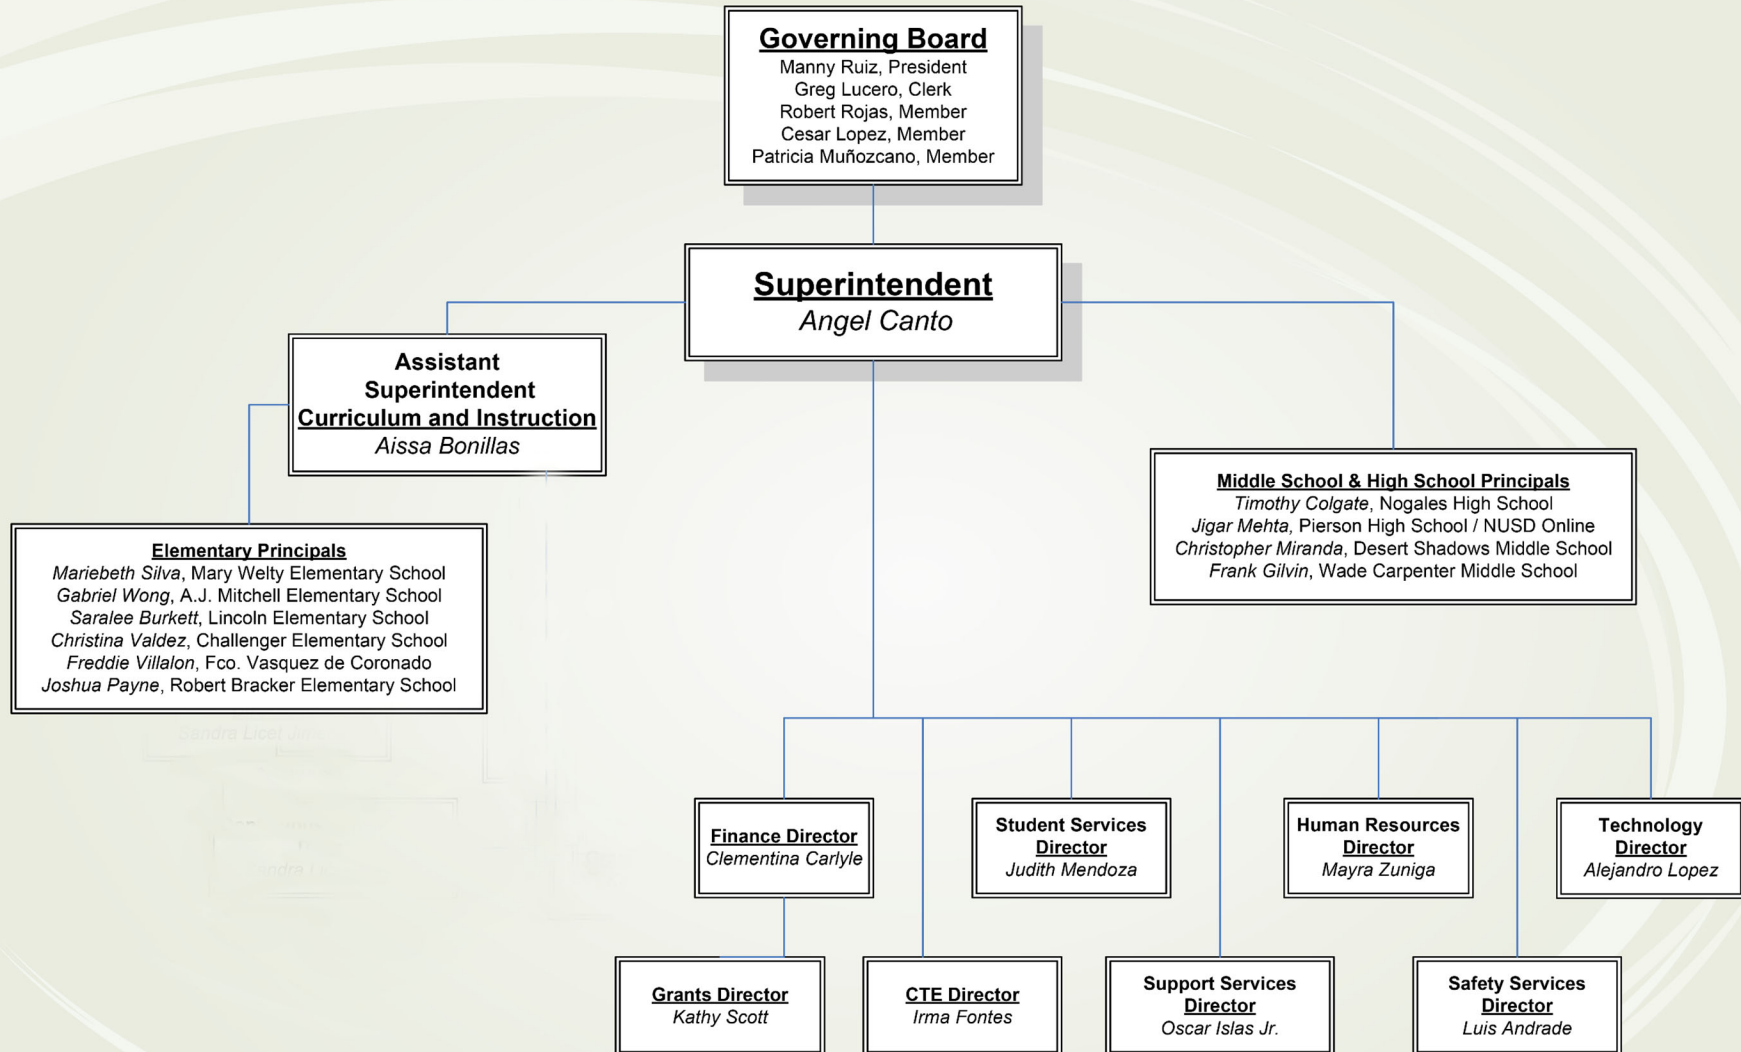 Governing Board
Manny Ruiz, President
Greg Lucero, Clerk
Robert Rojas, Member
Cesar Lopez, Member
Patricia Muñozcano, Member
Superintendent
Angel Canto
Assistant
Superintendent
Curriculum and Instruction
Aissa Bonillas
Middle School & High School Principals
Timothy Colgate, Nogales High School
Jigar Mehta, Pierson High School / NUSD Online
Christopher Miranda, Desert Shadows Middle School
Frank Gilvin, Wade Carpenter Middle School
Elementary Principals
Mariebeth Silva, Mary Welty Elementary School
Gabriel Wong, A.J. Mitchell Elementary School
Saralee Burkett, Lincoln Elementary School
Christina Valdez, Challenger Elementary School
Freddie Villalon, Fco. Vasquez de Coronado
Joshua Payne, Robert Bracker Elementary School
Finance Director
Clementina Carlyle
Student Services
Director
Judith Mendoza
Human Resources
Director
Mayra Zuniga
Technology
Director
Alejandro Lopez
Grants Director
Kathy Scott
CTE Director
Irma Fontes
Support Services
Director
Oscar Islas Jr.
Safety Services
Director
Luis Andrade